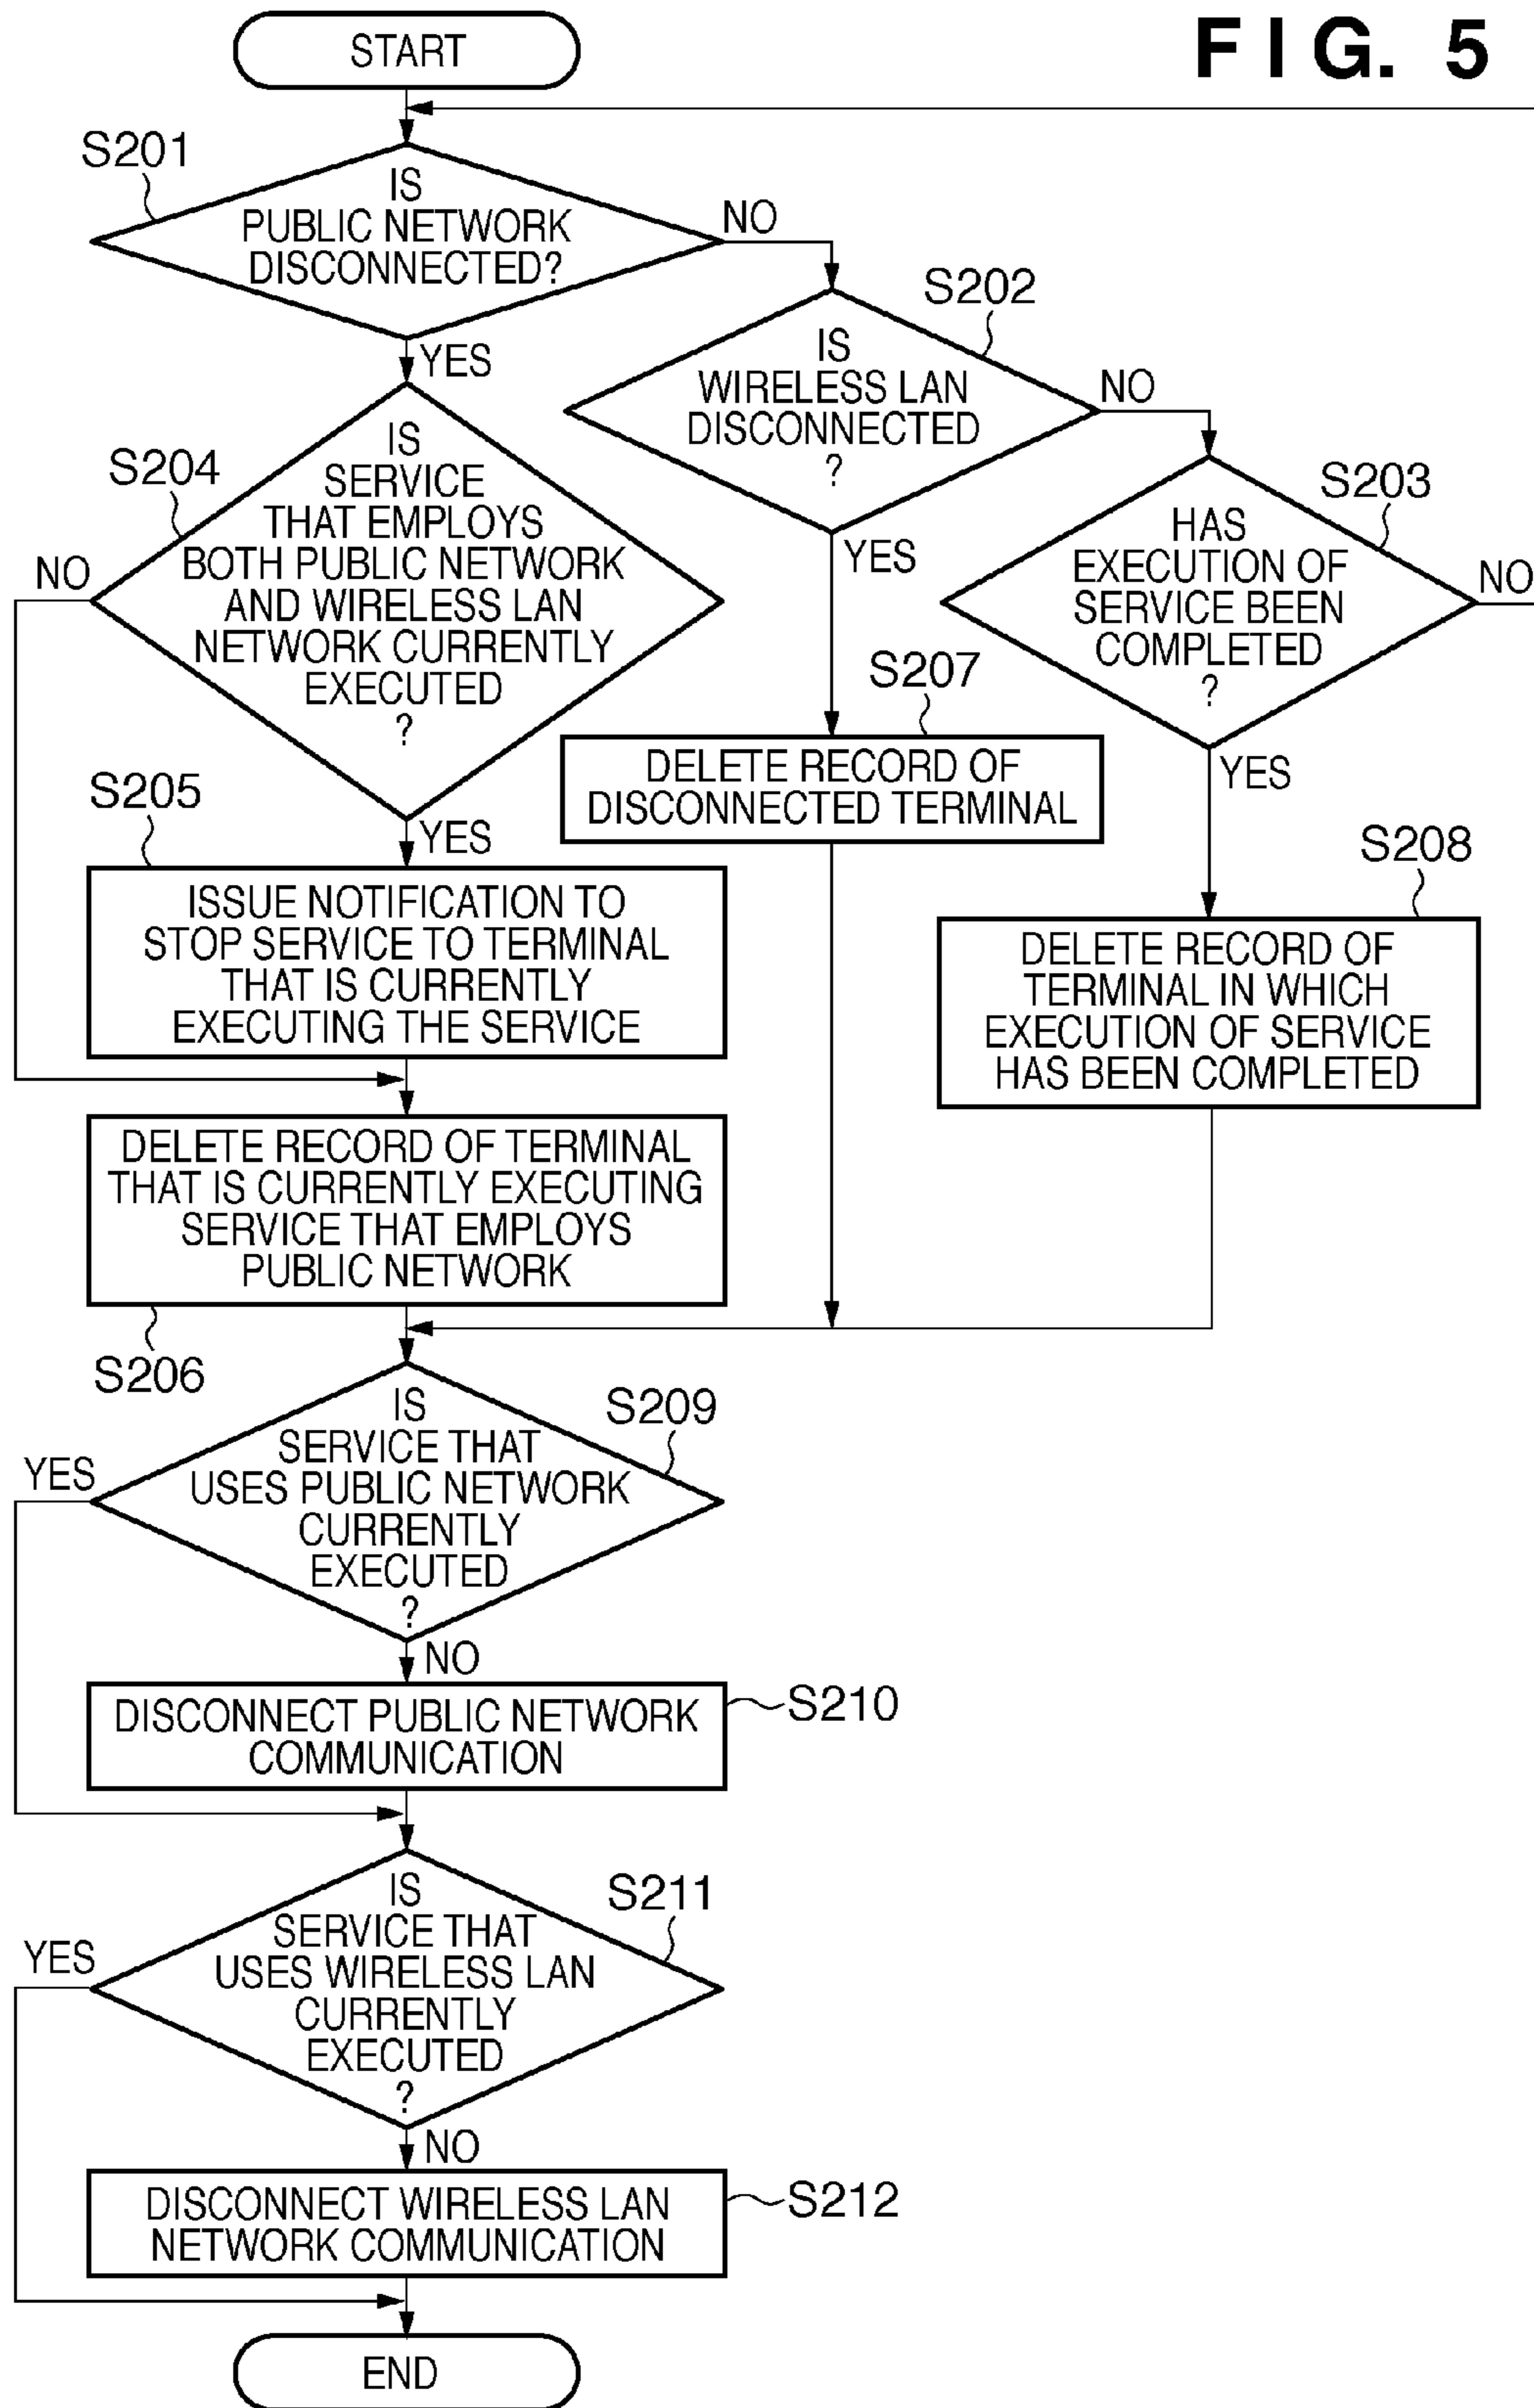 FIG. 5
START
S201
IS
PUBLIC NETWORK
DISCONNECTED?
NO
YES
S202
IS
WIRELESS LAN
DISCONNECTED
?
NO
YES
S203
HAS
EXECUTION OF
SERVICE BEEN
COMPLETED
?
NO
YES
S204
IS
SERVICE
THAT EMPLOYS
BOTH PUBLIC NETWORK
AND WIRELESS LAN
NETWORK CURRENTLY
EXECUTED
?
NO
YES
S205
ISSUE NOTIFICATION TO
STOP SERVICE TO TERMINAL
THAT IS CURRENTLY
EXECUTING THE SERVICE
S207
DELETE RECORD OF
DISCONNECTED TERMINAL
S208
DELETE RECORD OF
TERMINAL IN WHICH
EXECUTION OF SERVICE
HAS BEEN COMPLETED
DELETE RECORD OF TERMINAL
THAT IS CURRENTLY EXECUTING
SERVICE THAT EMPLOYS
PUBLIC NETWORK
S206
S209
IS
SERVICE THAT
USES PUBLIC NETWORK
CURRENTLY
EXECUTED
?
YES
NO
DISCONNECT PUBLIC NETWORK
COMMUNICATION
S210
S211
IS
SERVICE THAT
USES WIRELESS LAN
CURRENTLY
EXECUTED
?
YES
NO
DISCONNECT WIRELESS LAN
NETWORK COMMUNICATION
S212
END